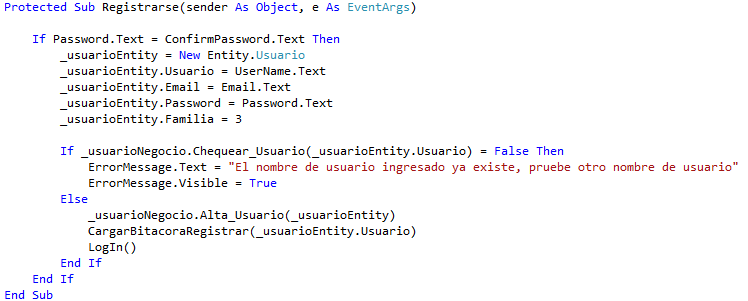 Protected Sub Registrarse(sender As Object, e As EventArgs)
If Password.Text = ConfirmPassword.Text Then
_usuarioEntity = New Entity.Usuario
_usuarioEntity.Usuario = UserName.Text
_usuarioEntity.Email = Email.Text
_usuarioEntity.Password = Password.Text
_usuarioEntity.Familia = 3
If _usuarioNegocio.Chequear_Usuario(_usuarioEntity.Usuario) = False Then
ErrorMessage.Text = "El nombre de usuario ingresado ya existe, pruebe otro nombre de usuario"
ErrorMessage.Visible = True
Else
_usuarioNegocio.Alta_Usuario(_usuarioEntity)
CargarBitacoraRegistrar(_usuarioEntity.Usuario)
LogIn()
End If
End If
End Sub